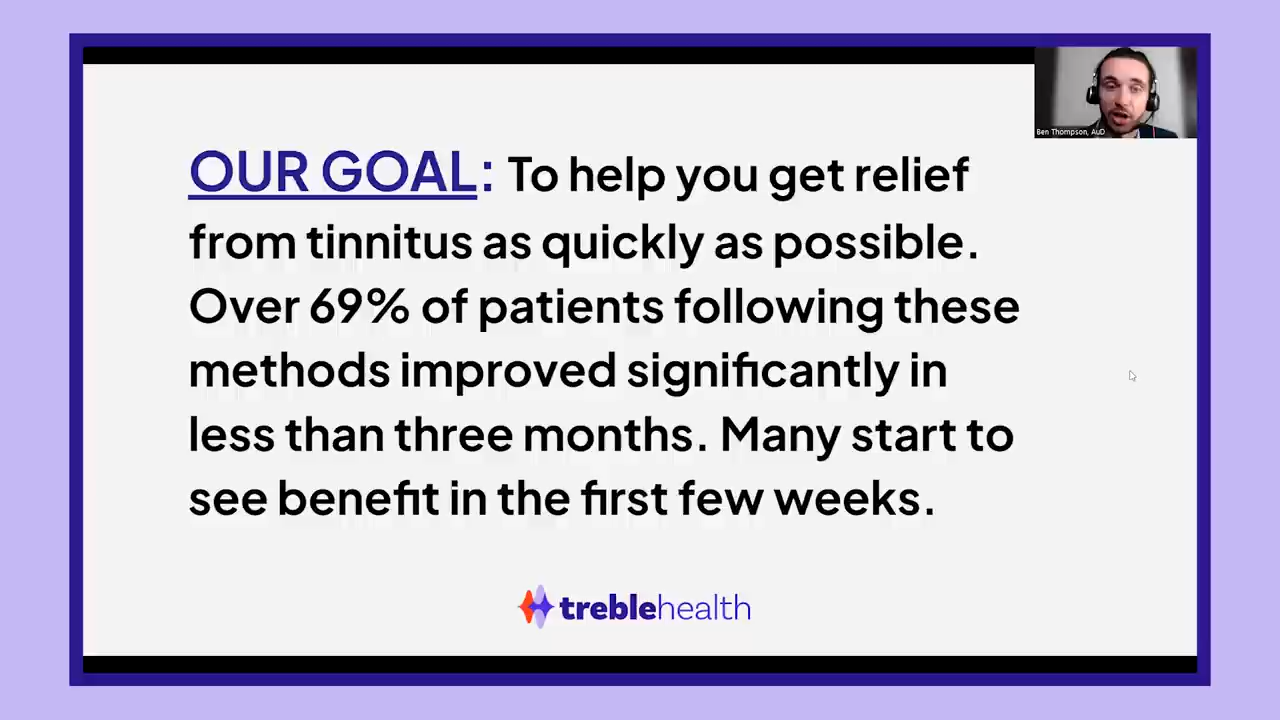 Ben Thompson, AuD
OUR GOAL: To help you get relief
from tinnitus as quickly as possible.
Over 69% of patients following these
methods improved significantly in
less than three months. Many start to
see benefit in the first few weeks.
treblehealth